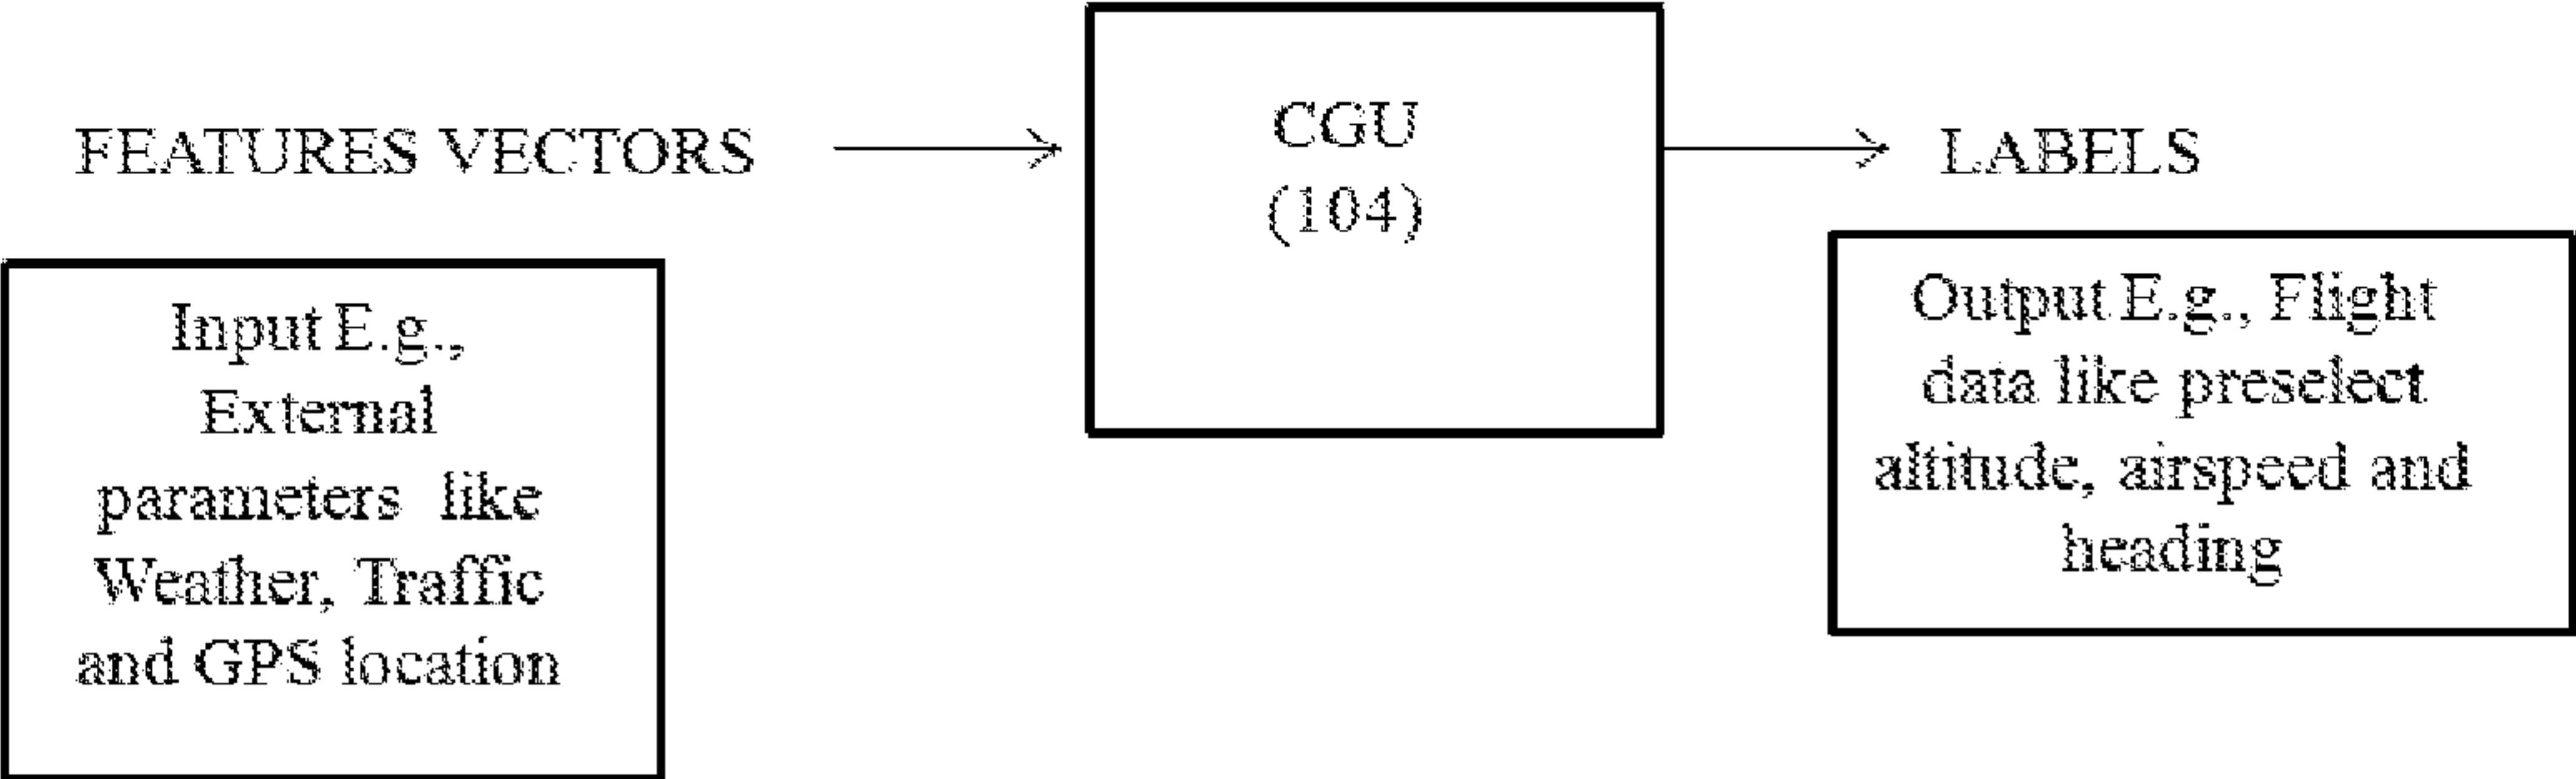 FEATURES VECTORS
CGU
(104)
LABELS
Input E.g.,
External
parameters like
Weather, Traffic
and GPS location
Output E.g., Flight
data like preselect
altitude, airspeed and
heading